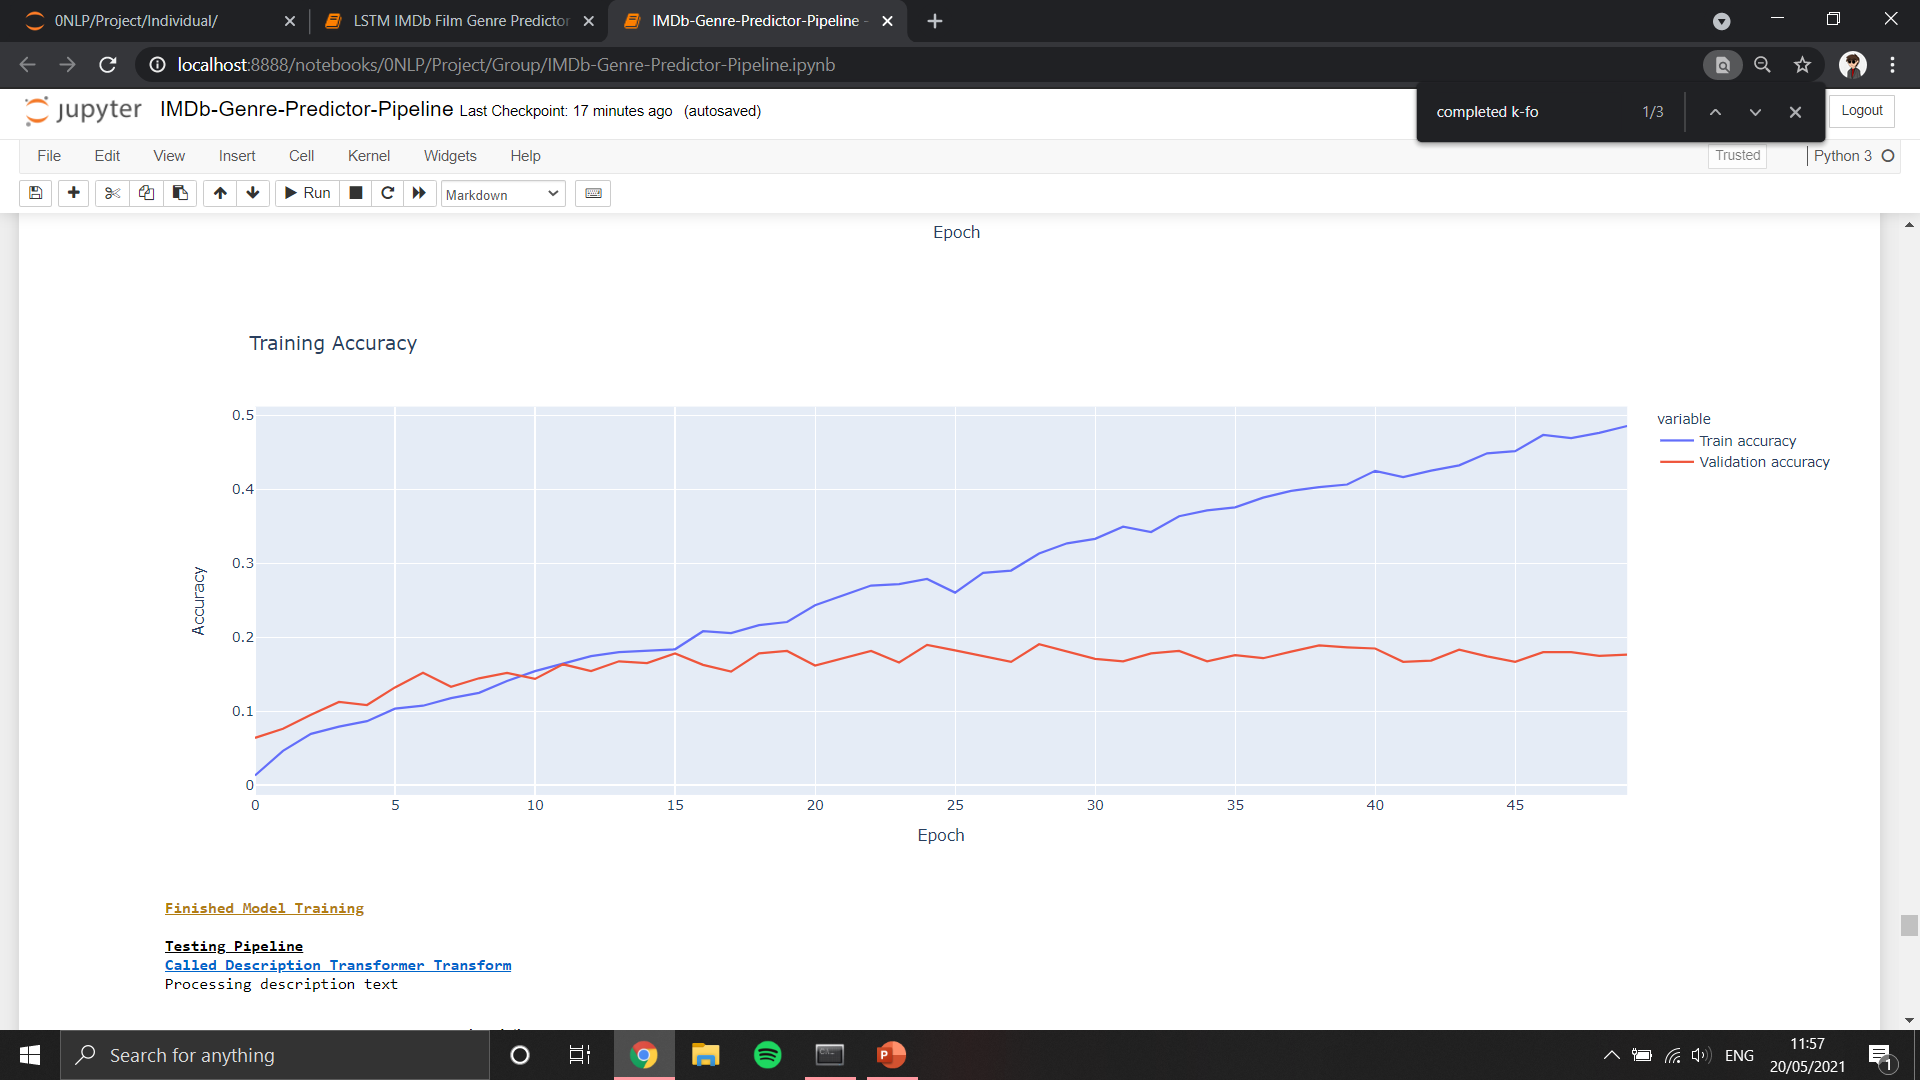 0NLP/Project/Individual/
LSTM IMDb Film Genre Predictor
IMDb-Genre-Predictor-Pipeline -
localhost:8888/notebooks/0NLP/Project/Group/IMDb-Genre-Predictor-Pipeline.ipynb
jupyter IMDb-Genre-Predictor-Pipeline Last Checkpoint: 17 minutes ago (autosaved)
completed k-fo 1/3
Logout
File Edit View Insert Cell Kernel Widgets Help
Trusted Python 3
Run Markdown
Epoch
Training Accuracy
variable
Train accuracy
Validation accuracy
Accuracy
0.5
0.4
0.3
0.2
0.1
0
0 5 10 15 20 25 30 35 40 45
Epoch
Finished Model Training
Testing Pipeline
Called Description Transformer Transform
Processing description text
Search for anything
ENG
11:57
20/05/2021
1